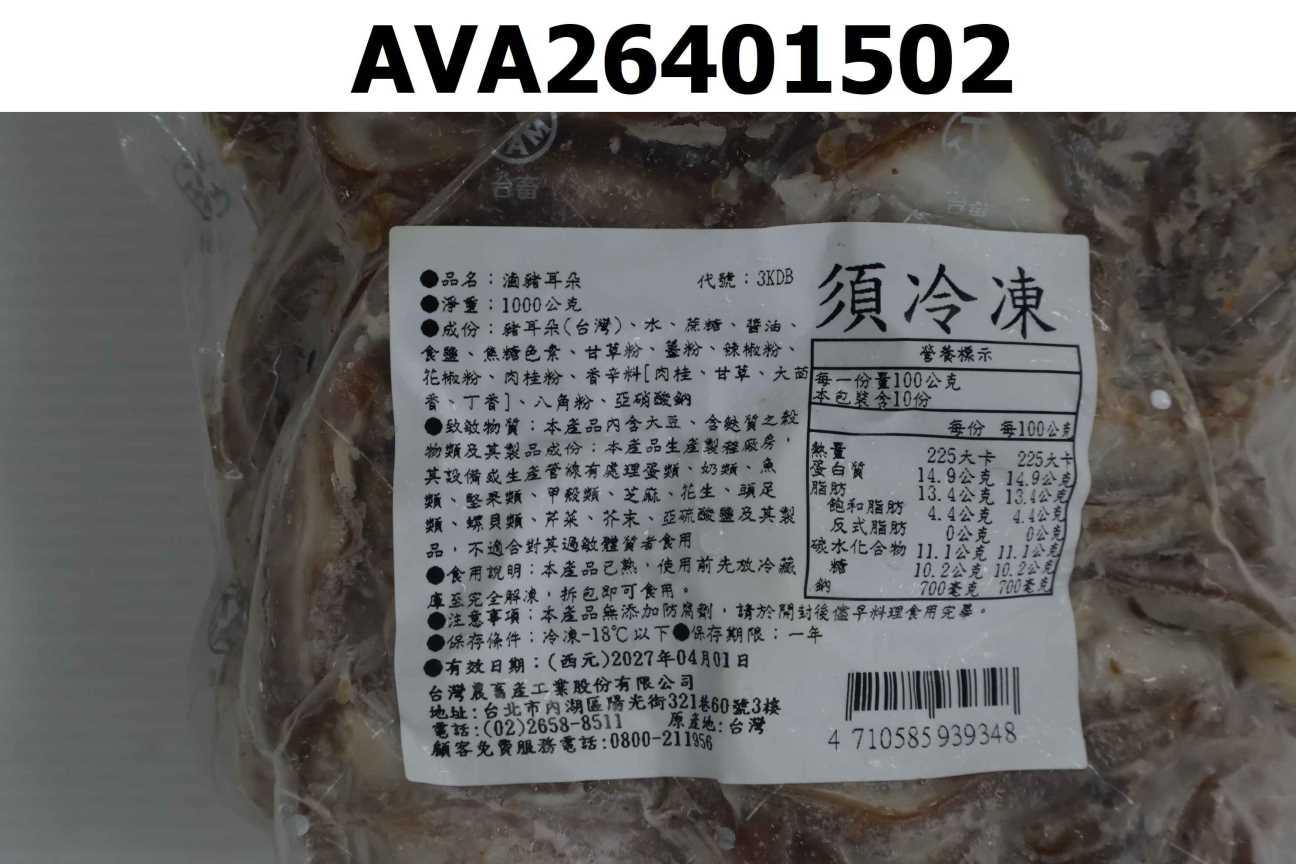 AVA26401502
台畜
台畜
●品名：滷豬耳朵 代號：3KDB
●淨重：1000公克
●成份：豬耳朵(台灣)、水、蔗糖、醬油、
食鹽、焦糖色素、甘草粉、薑粉、辣椒粉、
花椒粉、肉桂粉、香辛料[肉桂、甘草、大茴
香、丁香]、八角粉、亞硝酸鈉
●致敏物質：本產品內含大豆、含麩質之穀
物類及其製品成份；本產品生產製程廠房，
其設備或生產管線有處理蛋類、奶類、魚
類、堅果類、甲殼類、芝麻、花生、頭足
類、螺貝類、芹菜、芥末、亞硫酸鹽及其製
品，不適合對其過敏體質者食用
●食用說明：本產品已熟，使用前先放冷藏
庫至完全解凍，拆包即可食用。
●注意事項：本產品無添加防腐劑，請於開封後儘早料理食用完畢。
●保存條件：冷凍-18℃以下●保存期限：一年
●有效日期：(西元)2027年04月01日
台灣農畜產工業股份有限公司
地址：台北市內湖區陽光街321巷60號3樓
電話：(02)2658-8511 原產地：台灣
顧客免費服務電話：0800-211956
須冷凍
營養標示
每一份量100公克
本包裝含10份
每份 每100公克
熱量 225大卡 225大卡
蛋白質 14.9公克 14.9公克
脂肪 13.4公克 13.4公克
飽和脂肪 4.4公克 4.4公克
反式脂肪 0公克 0公克
碳水化合物 11.1公克 11.1公克
糖 10.2公克 10.2公克
鈉 700毫克 700毫克
4 710585 939348